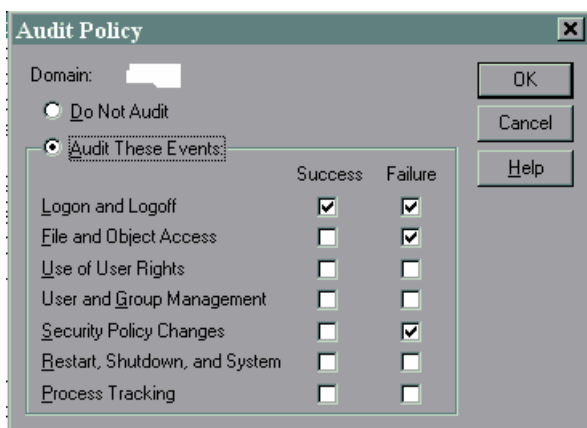 Audit Policy
Domain:
OK
Do Not Audit
Cancel
Audit These Events:
Help
Success Failure
Logon and Logoff
File and Object Access
Use of User Rights
User and Group Management
Security Policy Changes
Restart, Shutdown, and System
Process Tracking